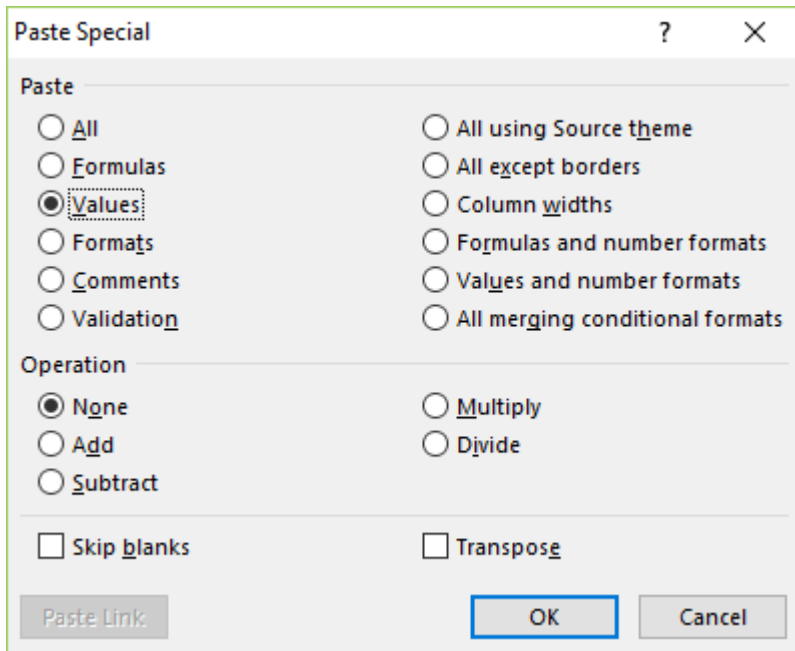 Paste Special ?
Paste
All
Formulas
Values
Formats
Comments
Validation
All using Source theme
All except borders
Column widths
Formulas and number formats
Values and number formats
All merging conditional formats
Operation
None
Add
Subtract
Multiply
Divide
Skip blanks
Transpose
Paste Link
OK
Cancel